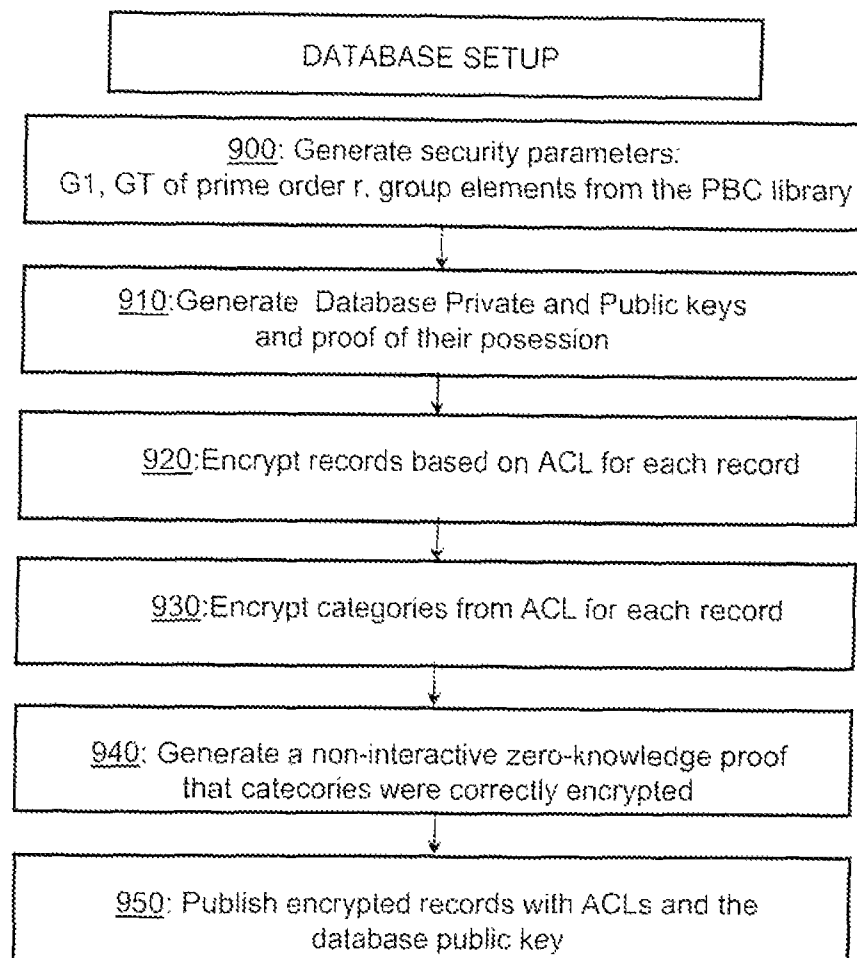 DATABASE SETUP
900: Generate security parameters:
G1, GT of prime order r. group elements from the PBC library
910:Generate Database Private and Public keys
and proof of their posession
920:Encrypt records based on ACL for each record
930:Encrypt categories from ACL for each record
940: Generate a non-interactive zero-knowledge proof
that catecories were correctly encrypted
950: Publish encrypted records with ACLs and the
database public key